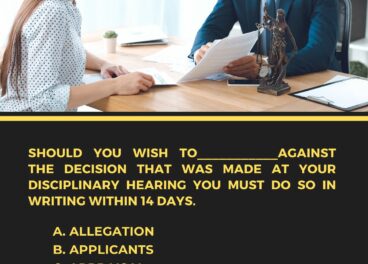 SHOULD YOU WISH TO____________AGAINST
THE DECISION THAT WAS MADE AT YOUR
DISCIPLINARY HEARING YOU MUST DO SO IN
WRITING WITHIN 14 DAYS.
A. ALLEGATION
B. APPLICANTS